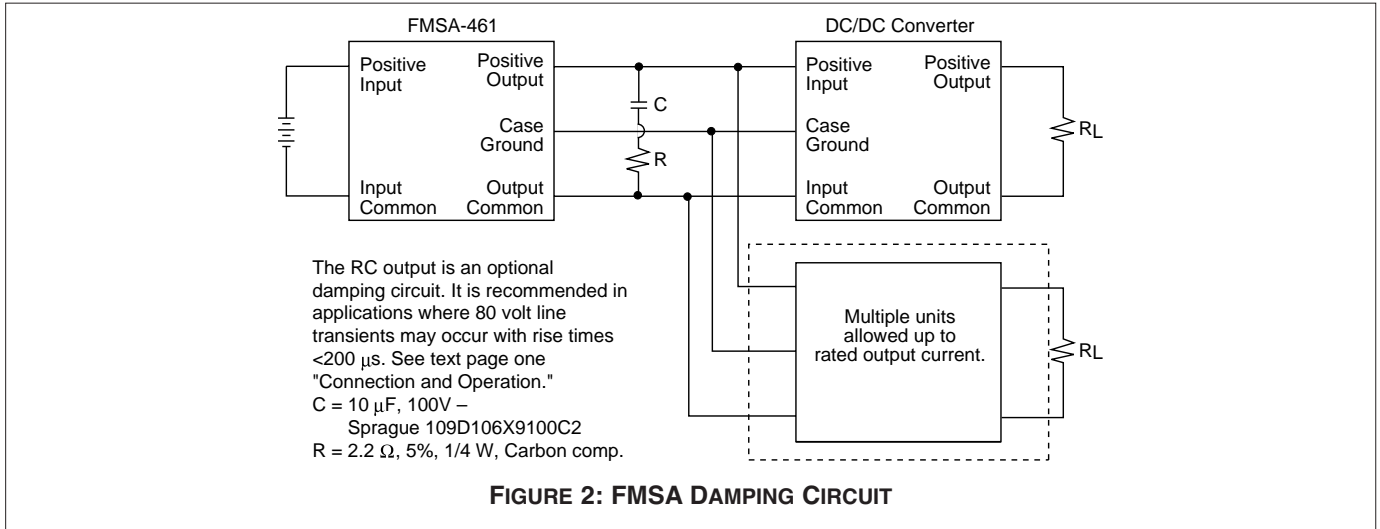 FMSA-461
DC/DC Converter
Positive
Input
Positive
Output
Case
Ground
Input
Common
Output
Common
C
R
Positive
Input
Positive
Output
Case
Ground
Input
Common
Output
Common
RL
The RC output is an optional
damping circuit. It is recommended in
applications where 80 volt line
transients may occur with rise times
<200 μs. See text page one
"Connection and Operation."
C = 10 μF, 100V –
Sprague 109D106X9100C2
R = 2.2 Ω, 5%, 1/4 W, Carbon comp.
Multiple units
allowed up to
rated output current.
RL
FIGURE 2: FMSA DAMPING CIRCUIT